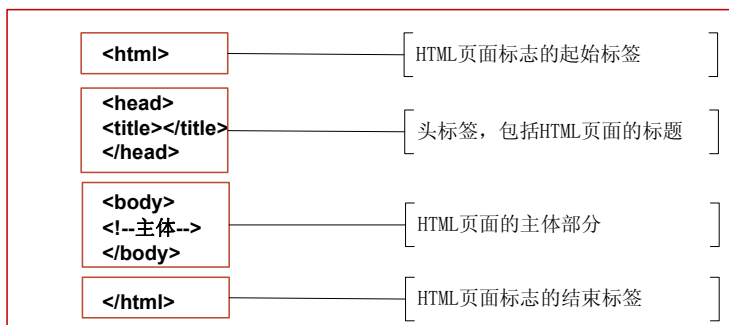 <html>
HTML页面标志的起始标签
<head>
<title></title>
</head>
头标签，包括HTML页面的标题
<body>
<!--主体-->
</body>
HTML页面的主体部分
</html>
HTML页面标志的结束标签